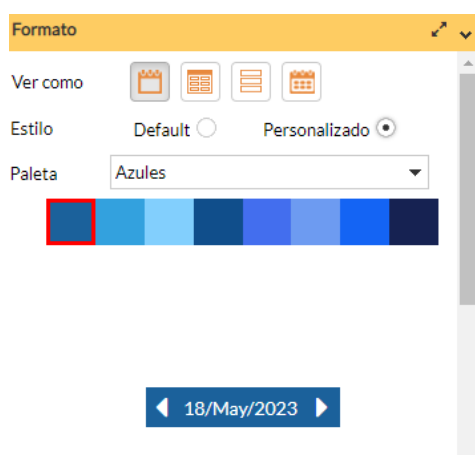 Formato
Ver como
Estilo Default Personalizado
Paleta Azules
18/May/2023